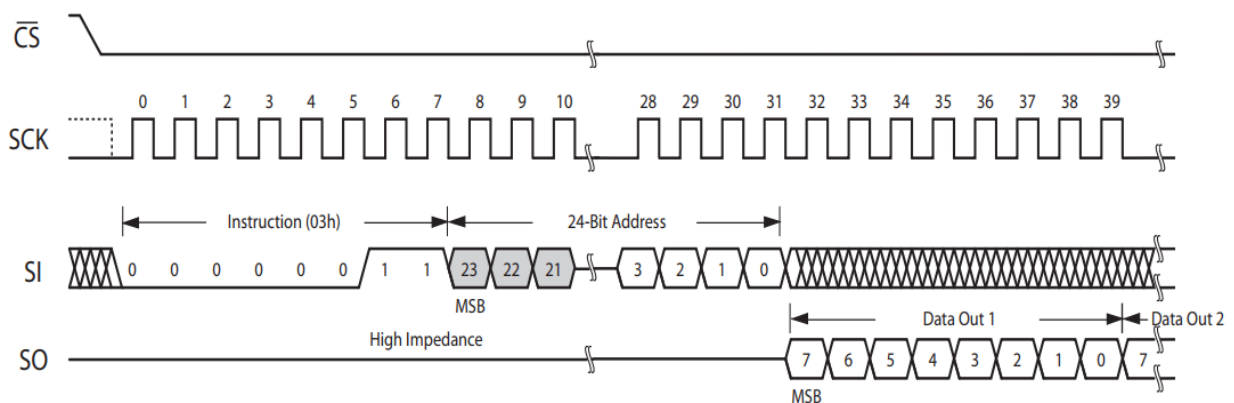 CS
0 1 2 3 4 5 6 7 8 9 10 28 29 30 31 32 33 34 35 36 37 38 39
SCK
Instruction (03h) 24-Bit Address
SI 0 0 0 0 0 0 1 1 23 22 21 3 2 1 0
MSB
Data Out 1 Data Out 2
High Impedance
SO 7 6 5 4 3 2 1 0 7
MSB